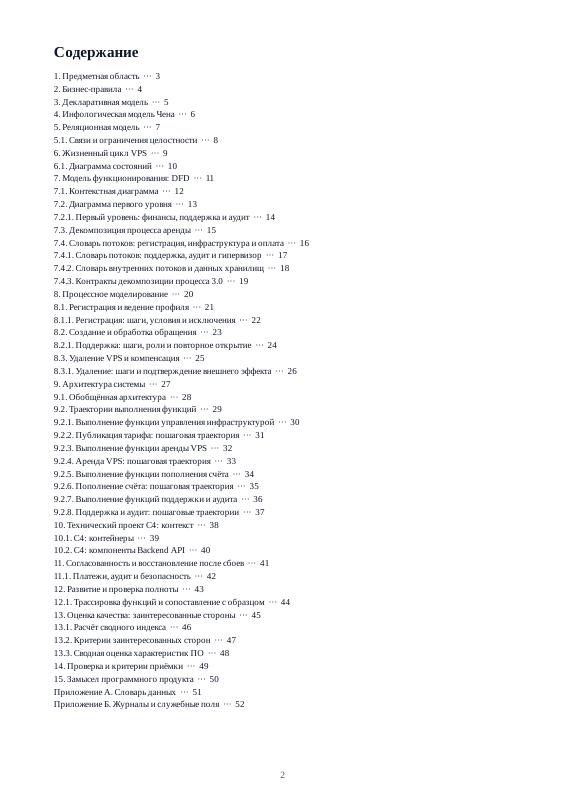 Содержание
1. Предметная область ··· 3
2. Бизнес-правила ··· 4
3. Декларативная модель ··· 5
4. Инфологическая модель Чена ··· 6
5. Реляционная модель ··· 7
5.1. Связи и ограничения целостности ··· 8
6. Жизненный цикл VPS ··· 9
6.1. Диаграмма состояний ··· 10
7. Модель функционирования: DFD ··· 11
7.1. Контекстная диаграмма ··· 12
7.2. Диаграмма первого уровня ··· 13
7.2.1. Первый уровень: финансы, поддержка и аудит ··· 14
7.3. Декомпозиция процесса аренды ··· 15
7.4. Словарь потоков: регистрация, инфраструктура и оплата ··· 16
7.4.1. Словарь потоков: поддержка, аудит и гипервизор ··· 17
7.4.2. Словарь внутренних потоков и данных хранилищ ··· 18
7.4.3. Контракты декомпозиции процесса 3.0 ··· 19
8. Процессное моделирование ··· 20
8.1. Регистрация и ведение профиля ··· 21
8.1.1. Регистрация: шаги, условия и исключения ··· 22
8.2. Создание и обработка обращения ··· 23
8.2.1. Поддержка: шаги, роли и повторное открытие ··· 24
8.3. Удаление VPS и компенсация ··· 25
8.3.1. Удаление: шаги и подтверждение внешнего эффекта ··· 26
9. Архитектура системы ··· 27
9.1. Обобщённая архитектура ··· 28
9.2. Траектории выполнения функций ··· 29
9.2.1. Выполнение функции управления инфраструктурой ··· 30
9.2.2. Публикация тарифа: пошаговая траектория ··· 31
9.2.3. Выполнение функции аренды VPS ··· 32
9.2.4. Аренда VPS: пошаговая траектория ··· 33
9.2.5. Выполнение функции пополнения счёта ··· 34
9.2.6. Пополнение счёта: пошаговая траектория ··· 35
9.2.7. Выполнение функций поддержки и аудита ··· 36
9.2.8. Поддержка и аудит: пошаговые траектории ··· 37
10. Технический проект C4: контекст ··· 38
10.1. C4: контейнеры ··· 39
10.2. C4: компоненты Backend API ··· 40
11. Согласованность и восстановление после сбоев ··· 41
11.1. Платежи, аудит и безопасность ··· 42
12. Развитие и проверка полноты ··· 43
12.1. Трассировка функций и сопоставление с образцом ··· 44
13. Оценка качества: заинтересованные стороны ··· 45
13.1. Расчёт сводного индекса ··· 46
13.2. Критерии заинтересованных сторон ··· 47
13.3. Сводная оценка характеристик ПО ··· 48
14. Проверка и критерии приёмки ··· 49
15. Замысел программного продукта ··· 50
Приложение А. Словарь данных ··· 51
Приложение Б. Журналы и служебные поля ··· 52
2